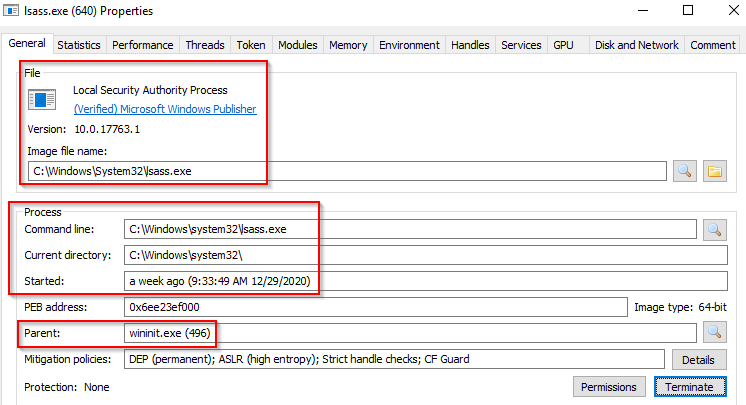 lsass.exe (640) Properties
General Statistics Performance Threads Token Modules Memory Environment Handles Services GPU Disk and Network Comment
File
Local Security Authority Process
(Verified) Microsoft Windows Publisher
Version: 10.0.17763.1
Image file name:
C:\Windows\System32\lsass.exe
Process
Command line: C:\Windows\system32\lsass.exe
Current directory: C:\Windows\system32\
Started: a week ago (9:33:49 AM 12/29/2020)
PEB address: 0x6ee23ef000 Image type: 64-bit
Parent: wininit.exe (496)
Mitigation policies: DEP (permanent); ASLR (high entropy); Strict handle checks; CF Guard Details
Protection: None Permissions Terminate